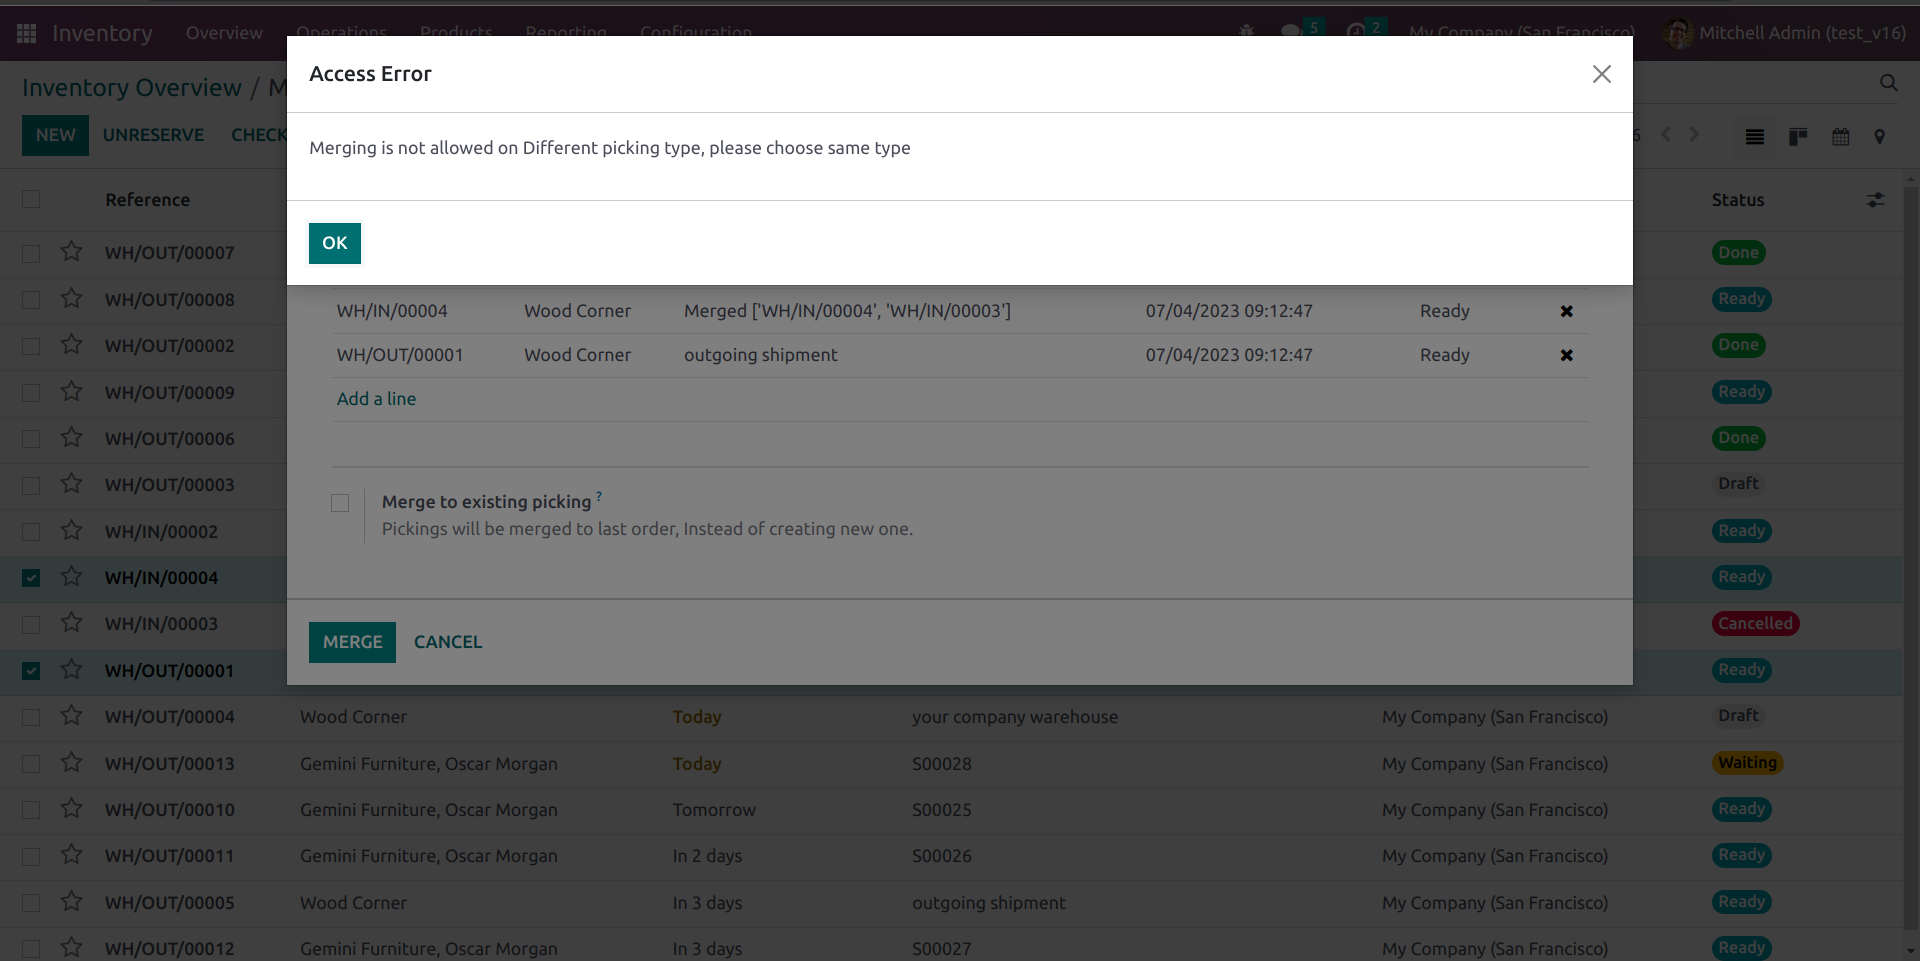 Inventory Overview Operations Products Reporting Configuration 5 2 My Company (San Francisco) Mitchell Admin (test_v16)
Access Error
Inventory Overview / M
NEW UNRESERVE CHECK 6
Merging is not allowed on Different picking type, please choose same type
Reference Status
OK
WH/OUT/00007 Done
WH/OUT/00008 Ready
WH/IN/00004 Wood Corner Merged ['WH/IN/00004', 'WH/IN/00003'] 07/04/2023 09:12:47 Ready
WH/OUT/00002 Done
WH/OUT/00001 Wood Corner outgoing shipment 07/04/2023 09:12:47 Ready
WH/OUT/00009 Ready
Add a line
WH/OUT/00006 Done
WH/OUT/00003 Draft
Merge to existing picking ?
Pickings will be merged to last order, Instead of creating new one.
WH/IN/00002 Ready
WH/IN/00004 Ready
WH/IN/00003 Cancelled
MERGE CANCEL
WH/OUT/00001 Ready
WH/OUT/00004 Wood Corner Today your company warehouse My Company (San Francisco) Draft
WH/OUT/00013 Gemini Furniture, Oscar Morgan Today S00028 My Company (San Francisco) Waiting
WH/OUT/00010 Gemini Furniture, Oscar Morgan Tomorrow S00025 My Company (San Francisco) Ready
WH/OUT/00011 Gemini Furniture, Oscar Morgan In 2 days S00026 My Company (San Francisco) Ready
WH/OUT/00005 Wood Corner In 3 days outgoing shipment My Company (San Francisco) Ready
WH/OUT/00012 Gemini Furniture, Oscar Morgan In 3 days S00027 My Company (San Francisco) Ready